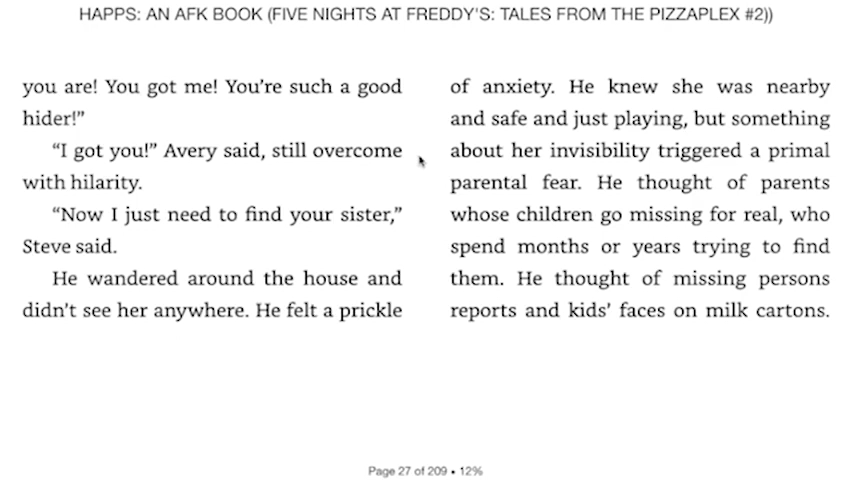 HAPPS: AN AFK BOOK (FIVE NIGHTS AT FREDDY'S: TALES FROM THE PIZZAPLEX #2))
you are! You got me! You’re such a good
hider!”
“I got you!” Avery said, still overcome
with hilarity.
“Now I just need to find your sister,”
Steve said.
He wandered around the house and
didn’t see her anywhere. He felt a prickle
of anxiety. He knew she was nearby
and safe and just playing, but something
about her invisibility triggered a primal
parental fear. He thought of parents
whose children go missing for real, who
spend months or years trying to find
them. He thought of missing persons
reports and kids’ faces on milk cartons.
Page 27 of 209 • 12%